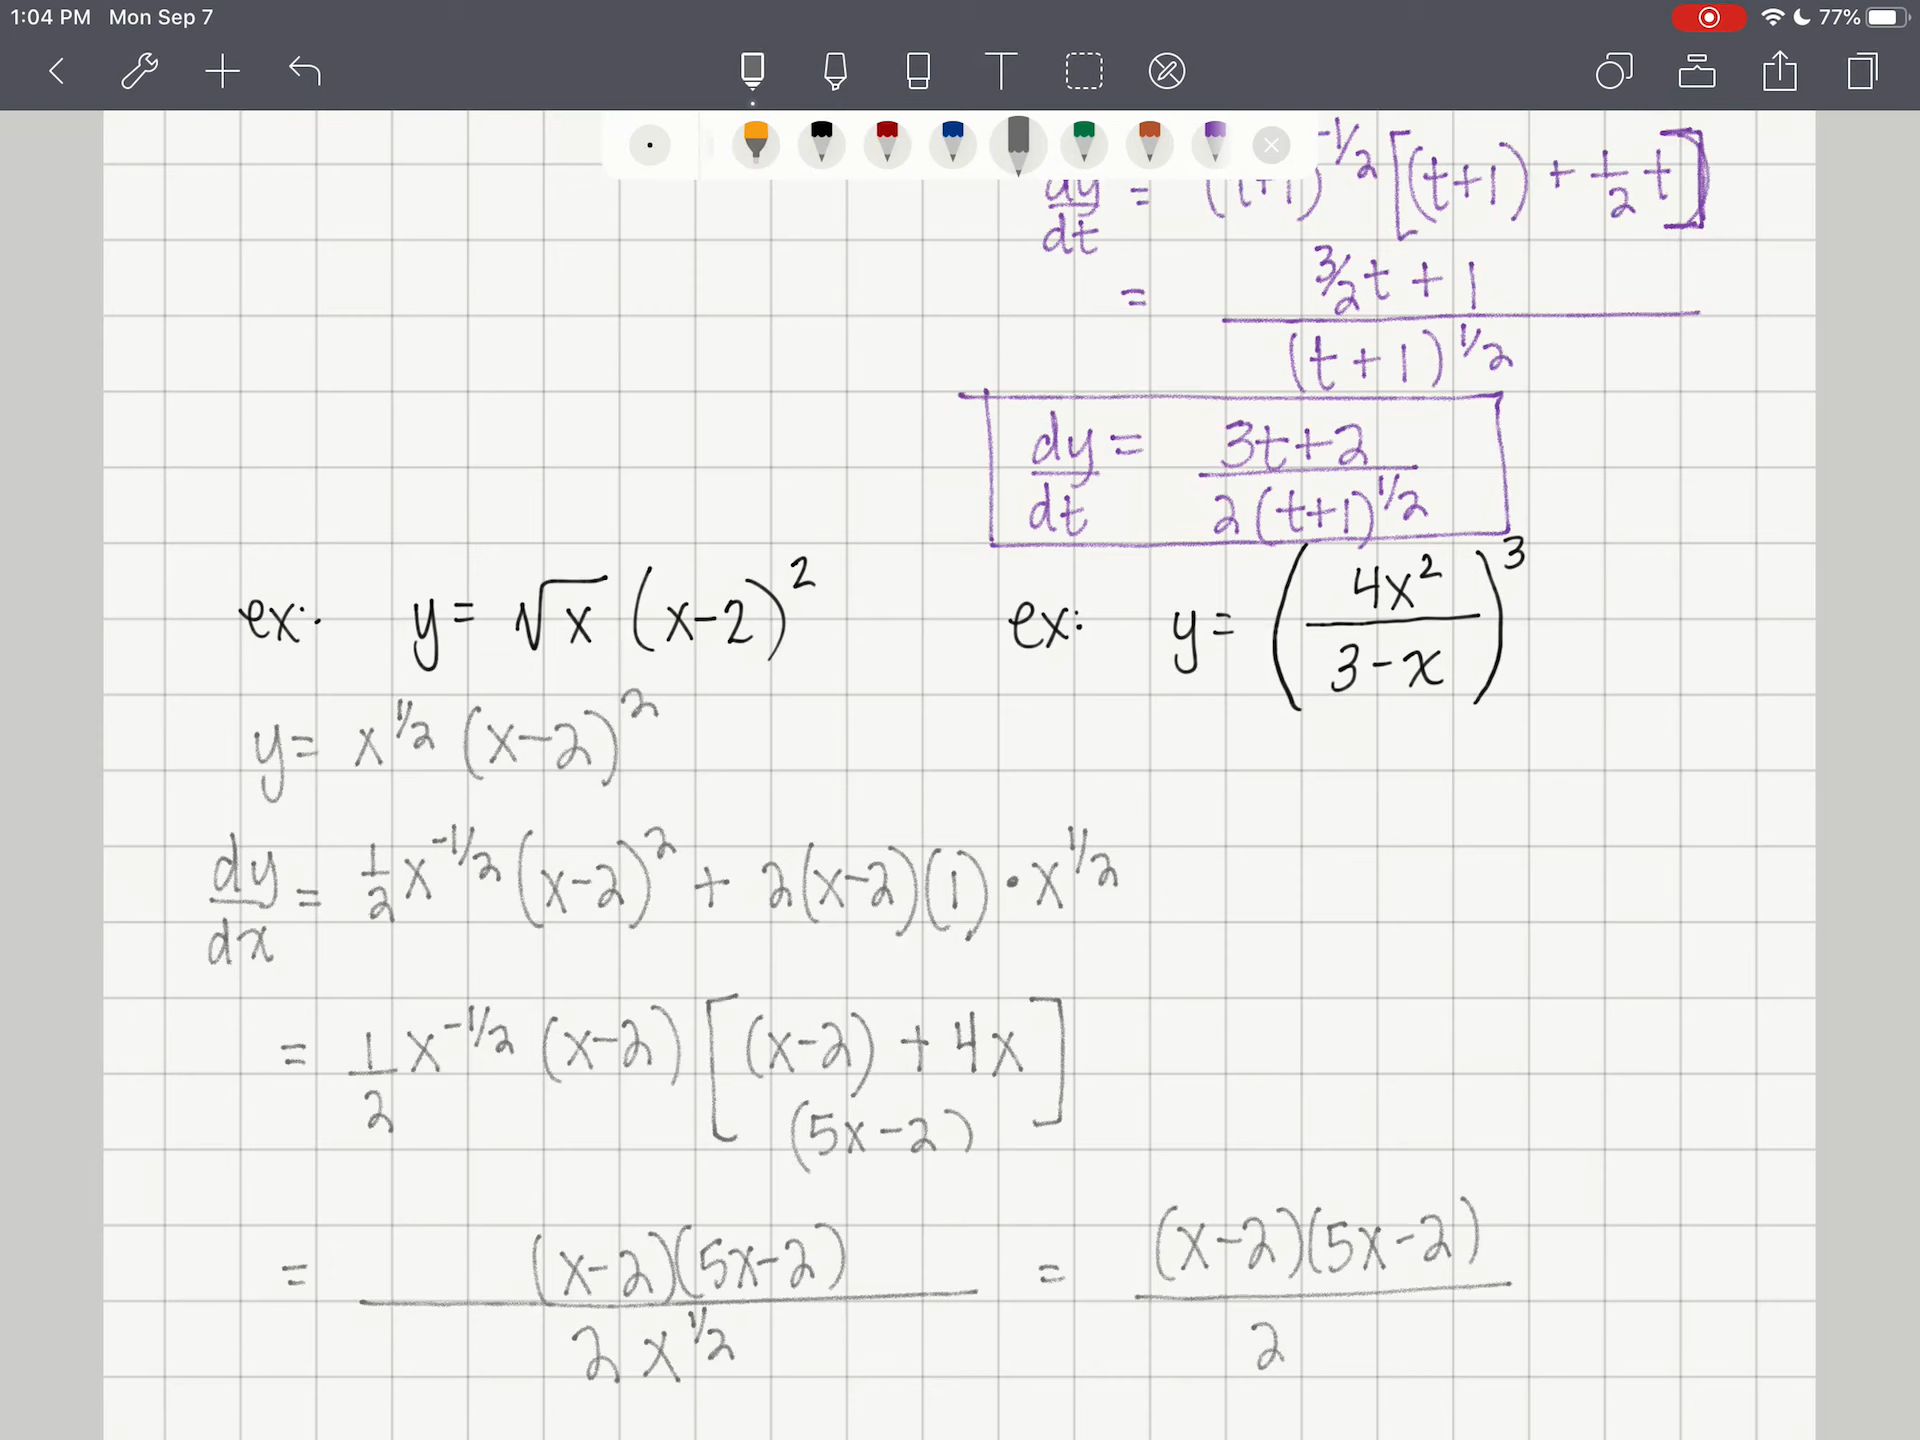 1:04 PM Mon Sep 7 77%
T
dy/dt = (t+1)^-1/2 [(t+1) + 1/2 t]
= (3/2 t + 1)/(t+1)^1/2
dy/dt = (3t+2)/(2(t+1)^1/2)
ex: y = √x (x-2)^2
ex: y = (4x^2/(3-x))^3
y = x^1/2 (x-2)^2
dy/dx = 1/2 x^-1/2 (x-2)^2 + 2(x-2)(1)·x^1/2
= 1/2 x^-1/2 (x-2) [(x-2) + 4x]
(5x-2)
= (x-2)(5x-2)/(2x^1/2) = (x-2)(5x-2)/2